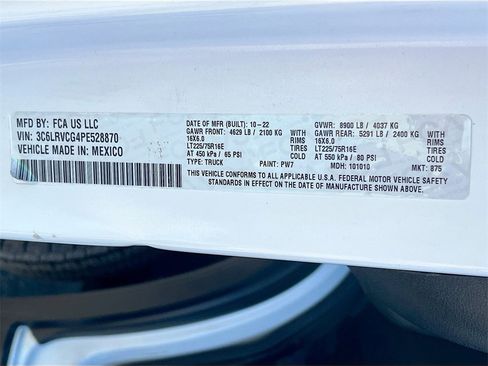 MFD BY: FCA US LLC
VIN: 3C6LRVCG4PE528870
VEHICLE MADE IN: MEXICO
DATE OF MFR (BUILT): 10-22
GAWR FRONT: 4629 LB / 2100 KG
16X6.0 RIMS
LT225/75R16E TIRES
AT 450 kPa / 65 PSI COLD
TYPE: TRUCK
PAINT: PW7
GVWR: 8900 LB / 4037 KG
GAWR REAR: 5291 LB / 2400 KG
16X6.0 RIMS
LT225/75R16E TIRES
AT 550 kPa / 80 PSI COLD
MDH: 101010
MKT: 875
THIS VEHICLE CONFORMS TO ALL APPLICABLE U.S.A. FEDERAL MOTOR VEHICLE SAFETY
STANDARDS IN EFFECT ON THE DATE OF MANUFACTURE SHOWN ABOVE.